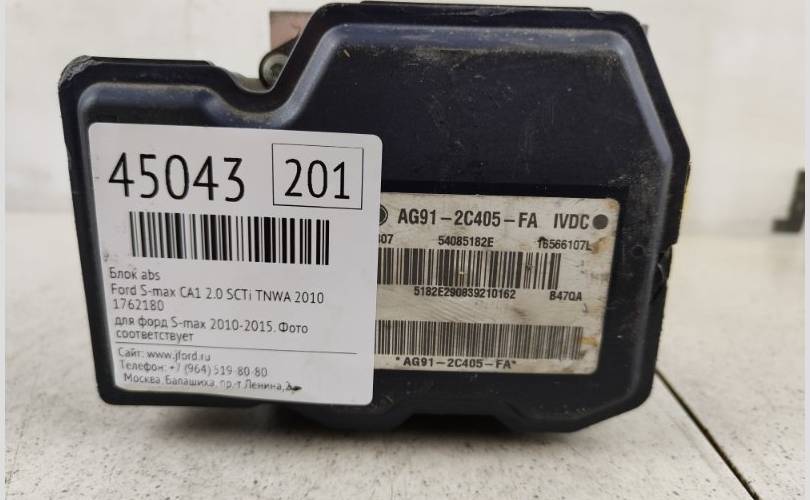 45043 201
Блок abs
Ford S-max CA1 2.0 SCTi TNWA 2010
1762180
для форд S-max 2010-2015. Фото
соответствует
Сайт: www.jford.ru
Телефон: +7 (964) 519-80-80
Москва, Балашиха, пр-т Ленина,
AG91-2C405-FA IVDC
54085182E 16566107L
5182E290839210162 B47QA
*AG91-2C405-FA*